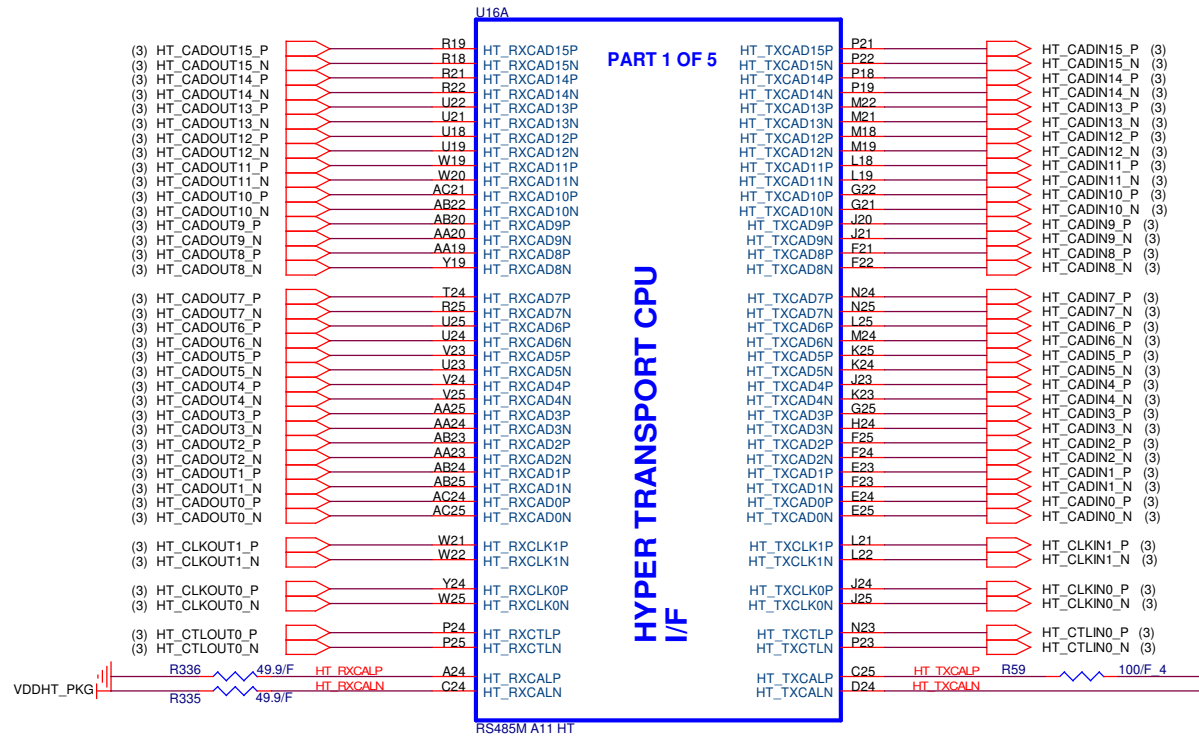 U16A
PART 1 OF 5
(3) HT_CADOUT15_P R19 HT_RXCAD15P HT_TXCAD15P P21 HT_CADIN15_P (3)
(3) HT_CADOUT15_N R18 HT_RXCAD15N HT_TXCAD15N P22 HT_CADIN15_N (3)
(3) HT_CADOUT14_P R21 HT_RXCAD14P HT_TXCAD14P P18 HT_CADIN14_P (3)
(3) HT_CADOUT14_N R22 HT_RXCAD14N HT_TXCAD14N P19 HT_CADIN14_N (3)
(3) HT_CADOUT13_P U22 HT_RXCAD13P HT_TXCAD13P M22 HT_CADIN13_P (3)
(3) HT_CADOUT13_N U21 HT_RXCAD13N HT_TXCAD13N M21 HT_CADIN13_N (3)
(3) HT_CADOUT12_P U18 HT_RXCAD12P HT_TXCAD12P M18 HT_CADIN12_P (3)
(3) HT_CADOUT12_N U19 HT_RXCAD12N HT_TXCAD12N M19 HT_CADIN12_N (3)
(3) HT_CADOUT11_P W19 HT_RXCAD11P HT_TXCAD11P L18 HT_CADIN11_P (3)
(3) HT_CADOUT11_N W20 HT_RXCAD11N HT_TXCAD11N L19 HT_CADIN11_N (3)
(3) HT_CADOUT10_P AC21 HT_RXCAD10P HT_TXCAD10P G22 HT_CADIN10_P (3)
(3) HT_CADOUT10_N AB22 HT_RXCAD10N HT_TXCAD10N G21 HT_CADIN10_N (3)
(3) HT_CADOUT9_P AB20 HT_RXCAD9P HT_TXCAD9P J20 HT_CADIN9_P (3)
(3) HT_CADOUT9_N AA20 HT_RXCAD9N HT_TXCAD9N J21 HT_CADIN9_N (3)
(3) HT_CADOUT8_P AA19 HT_RXCAD8P HT_TXCAD8P F21 HT_CADIN8_P (3)
(3) HT_CADOUT8_N Y19 HT_RXCAD8N HT_TXCAD8N F22 HT_CADIN8_N (3)
(3) HT_CADOUT7_P T24 HT_RXCAD7P HT_TXCAD7P N24 HT_CADIN7_P (3)
(3) HT_CADOUT7_N R25 HT_RXCAD7N HT_TXCAD7N N25 HT_CADIN7_N (3)
(3) HT_CADOUT6_P U25 HT_RXCAD6P HT_TXCAD6P L25 HT_CADIN6_P (3)
(3) HT_CADOUT6_N U24 HT_RXCAD6N HT_TXCAD6N M24 HT_CADIN6_N (3)
(3) HT_CADOUT5_P V23 HT_RXCAD5P HT_TXCAD5P K25 HT_CADIN5_P (3)
(3) HT_CADOUT5_N U23 HT_RXCAD5N HT_TXCAD5N K24 HT_CADIN5_N (3)
(3) HT_CADOUT4_P V24 HT_RXCAD4P HT_TXCAD4P J23 HT_CADIN4_P (3)
(3) HT_CADOUT4_N V25 HT_RXCAD4N HT_TXCAD4N K23 HT_CADIN4_N (3)
(3) HT_CADOUT3_P AA25 HT_RXCAD3P HT_TXCAD3P G25 HT_CADIN3_P (3)
(3) HT_CADOUT3_N AA24 HT_RXCAD3N HT_TXCAD3N H24 HT_CADIN3_N (3)
(3) HT_CADOUT2_P AB23 HT_RXCAD2P HT_TXCAD2P F25 HT_CADIN2_P (3)
(3) HT_CADOUT2_N AA23 HT_RXCAD2N HT_TXCAD2N F24 HT_CADIN2_N (3)
(3) HT_CADOUT1_P AB24 HT_RXCAD1P HT_TXCAD1P E23 HT_CADIN1_P (3)
(3) HT_CADOUT1_N AB25 HT_RXCAD1N HT_TXCAD1N F23 HT_CADIN1_N (3)
(3) HT_CADOUT0_P AC24 HT_RXCAD0P HT_TXCAD0P E24 HT_CADIN0_P (3)
(3) HT_CADOUT0_N AC25 HT_RXCAD0N HT_TXCAD0N E25 HT_CADIN0_N (3)
HYPER TRANSPORT CPU
I/F
(3) HT_CLKOUT1_P W21 HT_RXCLK1P HT_TXCLK1P L21 HT_CLKIN1_P (3)
(3) HT_CLKOUT1_N W22 HT_RXCLK1N HT_TXCLK1N L22 HT_CLKIN1_N (3)
(3) HT_CLKOUT0_P Y24 HT_RXCLK0P HT_TXCLK0P J24 HT_CLKIN0_P (3)
(3) HT_CLKOUT0_N W25 HT_RXCLK0N HT_TXCLK0N J25 HT_CLKIN0_N (3)
(3) HT_CTLOUT0_P P24 HT_RXCTLP HT_TXCTLP N23 HT_CTLIN0_P (3)
(3) HT_CTLOUT0_N P25 HT_RXCTLN HT_TXCTLN P23 HT_CTLIN0_N (3)
R336 49.9/F HT_RXCALP A24 HT_RXCALP HT_TXCALP C25 HT_TXCALP R59 100/F_4
VDDHT_PKG R335 49.9/F HT_RXCALN C24 HT_RXCALN HT_TXCALN D24 HT_TXCALN
RS485M A11 HT